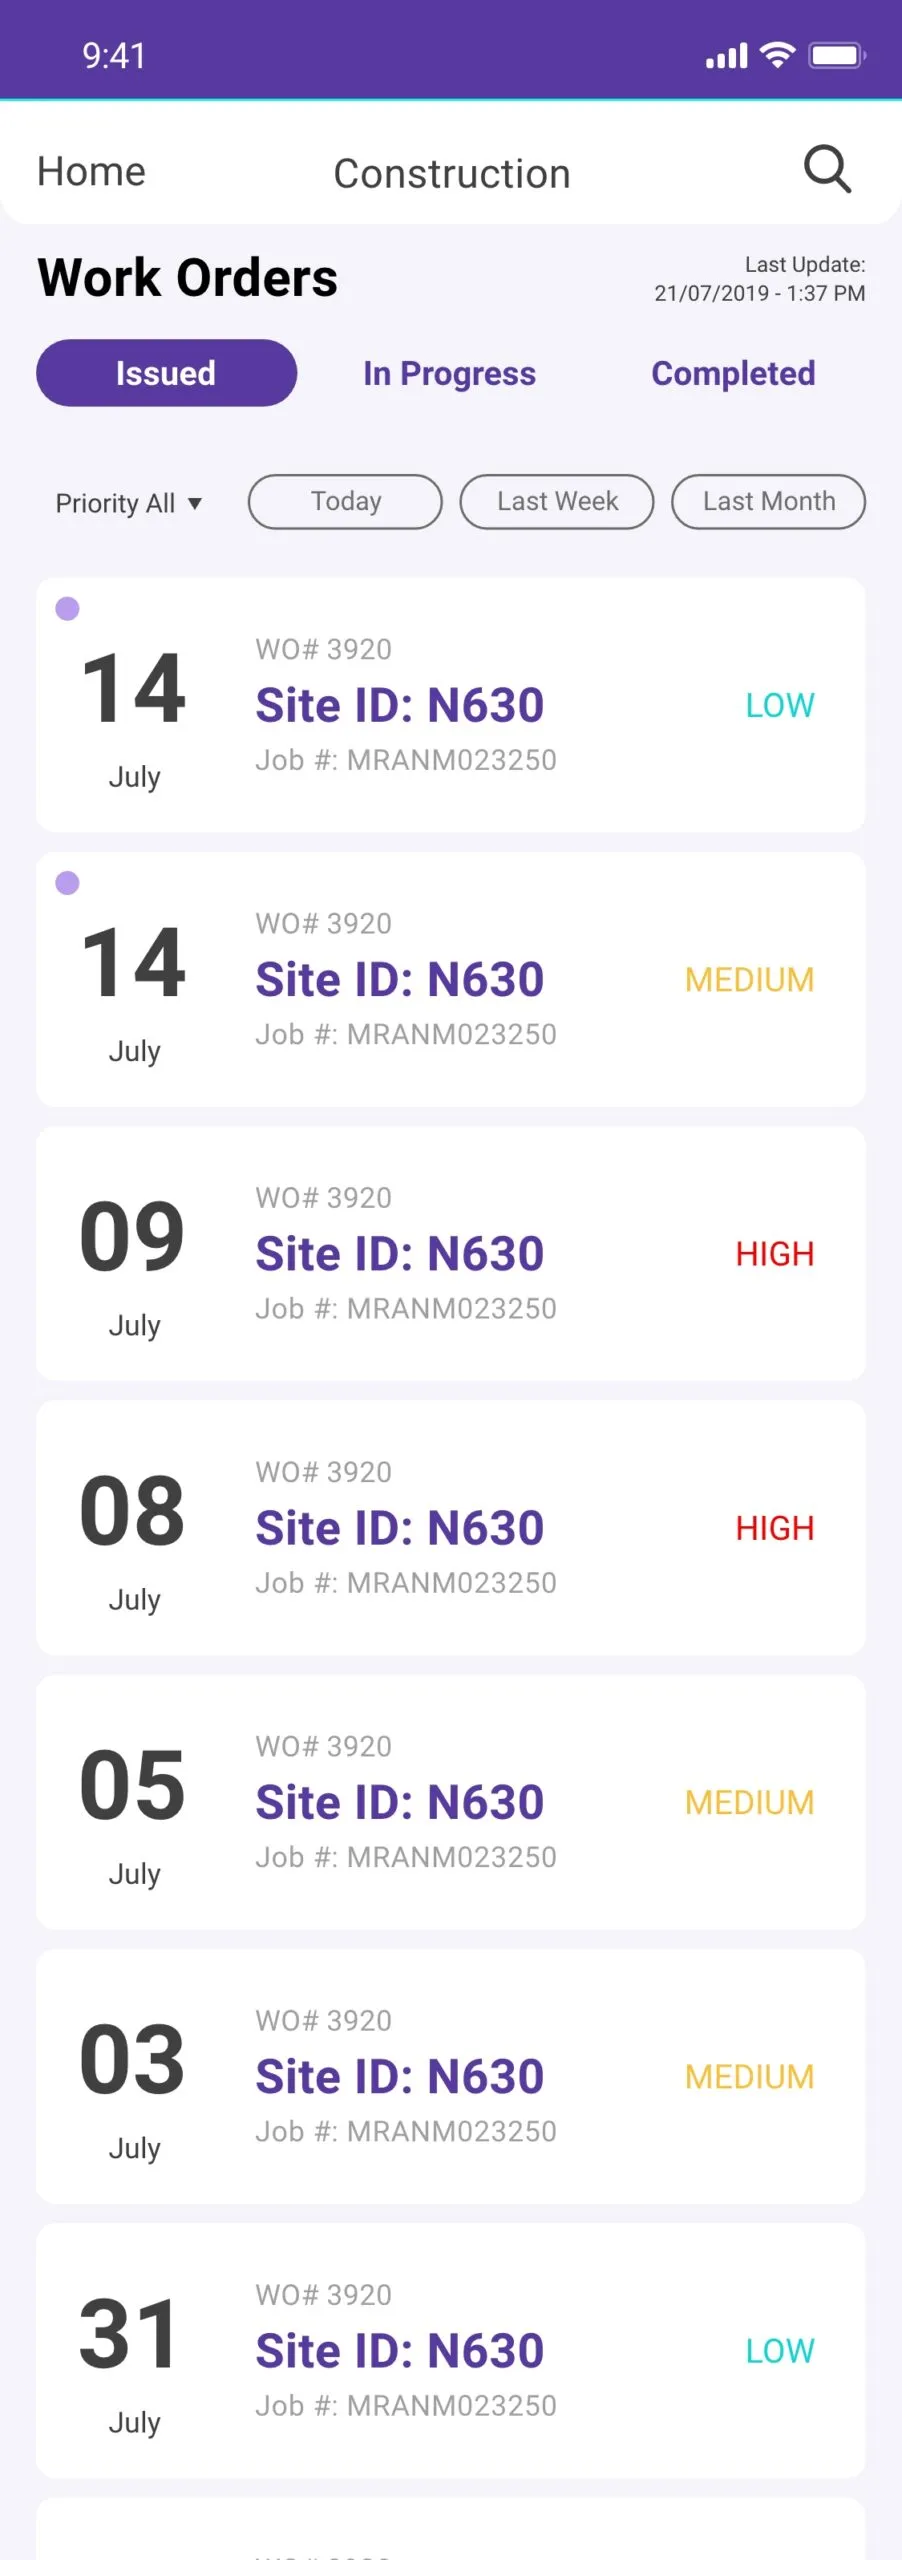 9:41
Home
Construction
Work Orders
Last Update:
21/07/2019 - 1:37 PM
Issued
In Progress
Completed
Priority All ▼
Today
Last Week
Last Month
14
July
WO# 3920
Site ID: N630
Job #: MRANM023250
LOW
14
July
WO# 3920
Site ID: N630
Job #: MRANM023250
MEDIUM
09
July
WO# 3920
Site ID: N630
Job #: MRANM023250
HIGH
08
July
WO# 3920
Site ID: N630
Job #: MRANM023250
HIGH
05
July
WO# 3920
Site ID: N630
Job #: MRANM023250
MEDIUM
03
July
WO# 3920
Site ID: N630
Job #: MRANM023250
MEDIUM
31
July
WO# 3920
Site ID: N630
Job #: MRANM023250
LOW